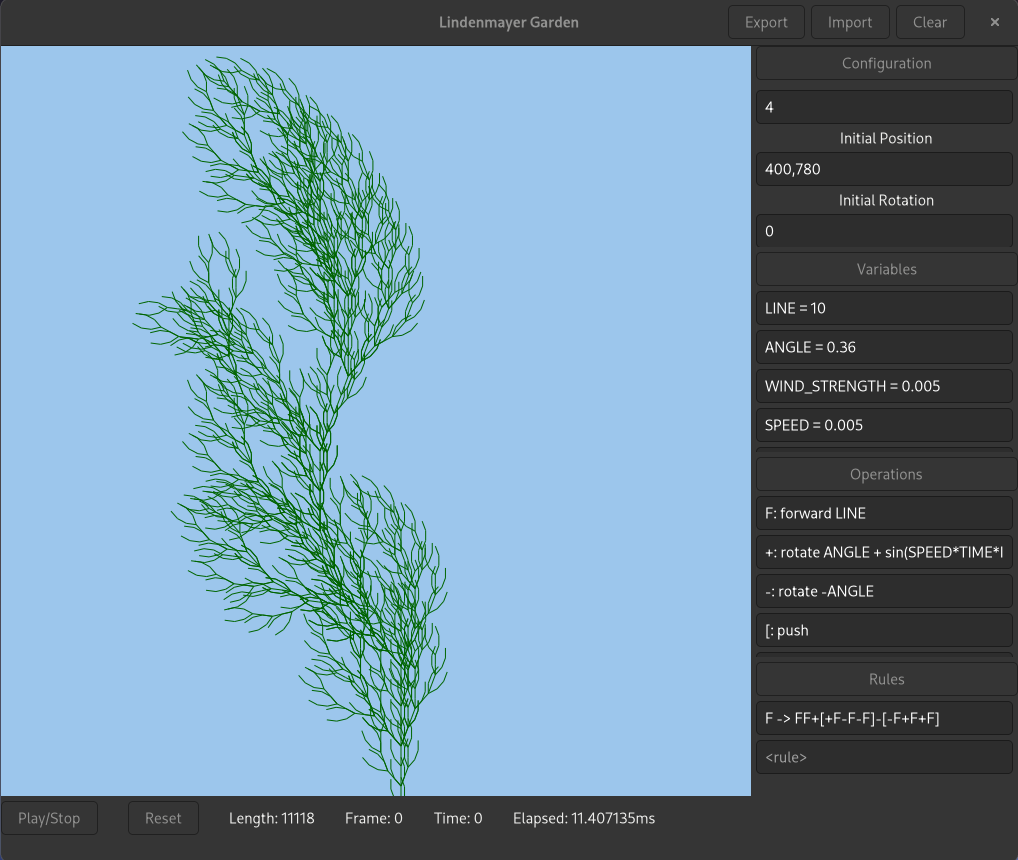 Lindenmayer Garden
Export
Import
Clear
×
Configuration
4
Initial Position
400,780
Initial Rotation
0
Variables
LINE = 10
ANGLE = 0.36
WIND_STRENGTH = 0.005
SPEED = 0.005
Operations
F: forward LINE
+: rotate ANGLE + sin(SPEED*TIME*
-: rotate -ANGLE
[: push
Rules
F -> FF+[+F-F-F]-[-F+F+F]
<rule>
Play/Stop
Reset
Length: 11118
Frame: 0
Time: 0
Elapsed: 11.407135ms